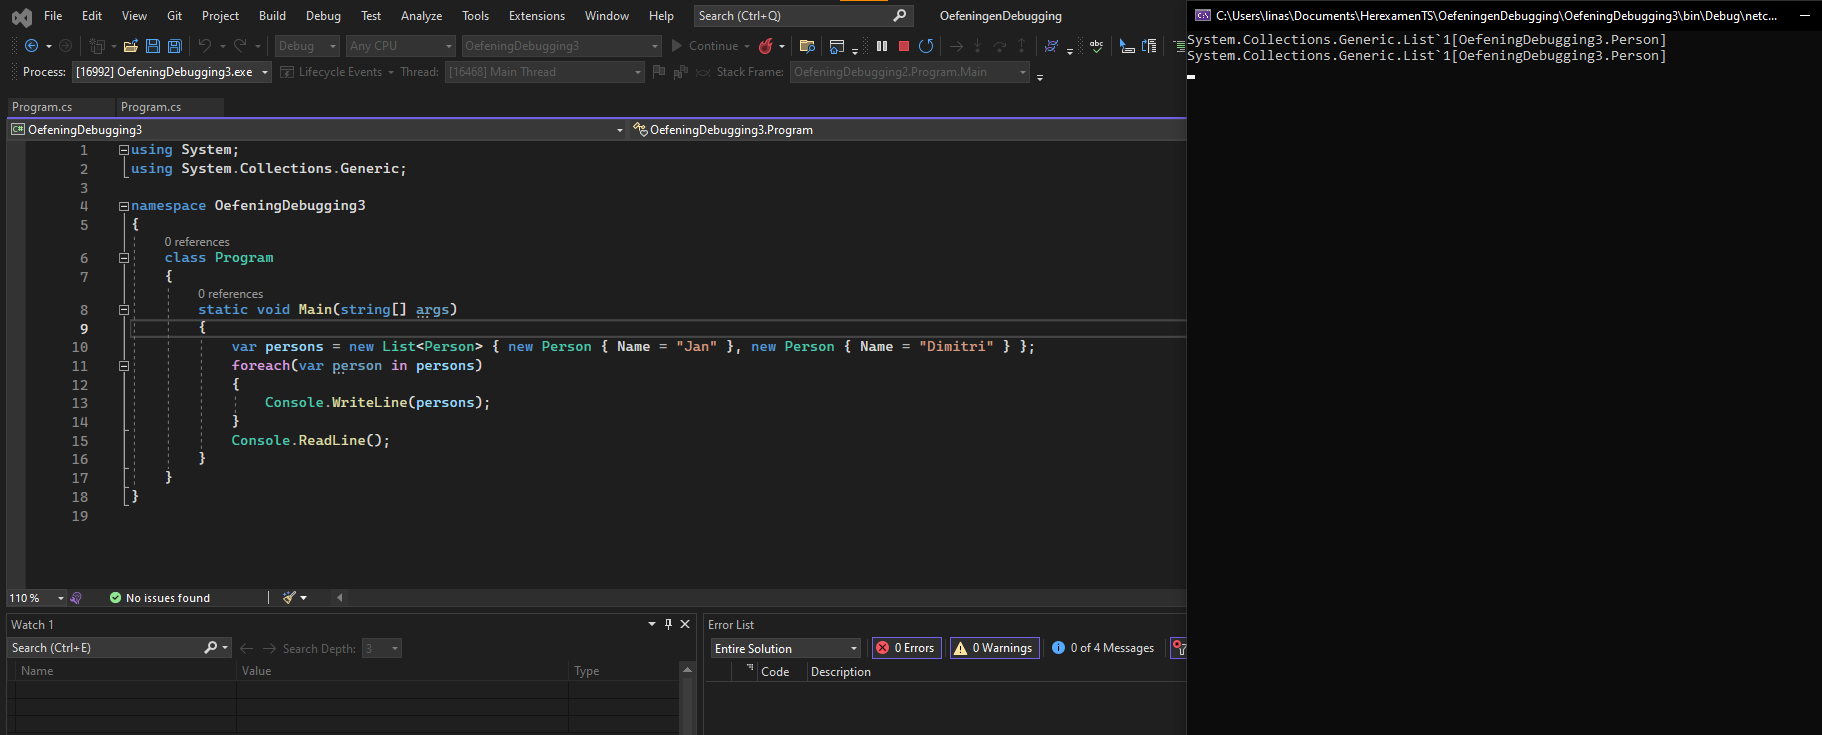 File Edit View Git Project Build Debug Test Analyze Tools Extensions Window Help Search (Ctrl+Q) OefeningenDebugging
Debug Any CPU OefeningDebugging3 Continue
Process: [16992] OefeningDebugging3.exe Lifecycle Events Thread: [16468] Main Thread Stack Frame: OefeningDebugging2.Program.Main
Program.cs Program.cs
C# OefeningDebugging3 OefeningDebugging3.Program
1 using System;
2 using System.Collections.Generic;
3
4 namespace OefeningDebugging3
5 {
0 references
6 class Program
7 {
0 references
8 static void Main(string[] args)
9 {
10 var persons = new List<Person> { new Person { Name = "Jan" }, new Person { Name = "Dimitri" } };
11 foreach(var person in persons)
12 {
13 Console.WriteLine(persons);
14 }
15 Console.ReadLine();
16 }
17 }
18 }
19
110 % No issues found
Watch 1
Search (Ctrl+E) Search Depth: 3
Name Value Type
Error List
Entire Solution 0 Errors 0 Warnings 0 of 4 Messages
Code Description
C:\Users\linas\Documents\HerexamenTS\OefeningenDebugging\OefeningDebugging3\bin\Debug\netc...
System.Collections.Generic.List`1[OefeningDebugging3.Person]
System.Collections.Generic.List`1[OefeningDebugging3.Person]